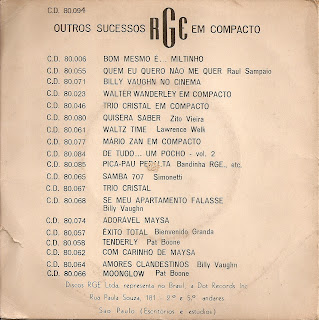 C.D. 80.094
OUTROS SUCESSOS RGE EM COMPACTO
C.D. 80.006 BOM MESMO É... MILTINHO
C.D. 80.055 QUEM EU QUERO NÃO ME QUER Raul Sampaio
C.D. 80.071 BILLY VAUGHN NO CINEMA
C.D. 80.023 WALTER WANDERLEY EM COMPACTO
C.D. 80.046 TRIO CRISTAL EM COMPACTO
C.D. 80.080 QUISERA SABER Zito Vieira
C.D. 80.061 WALTZ TIME Lawrence Walk
C.D. 80.077 MARIO ZAN EM COMPACTO
C.D. 80.084 DE TUDO... UM POCHO - vol. 2
C.D. 80.085 PICA-PAU PERALTA Bandinha RGE., etc.
C.D. 80.065 SAMBA 707 Simonetti
C.D. 80.067 TRIO CRISTAL
C.D. 80.068 SE MEU APARTAMENTO FALASSE
Billy Vaughn
C.D. 80.074 ADORÁVEL MAYSA
C.D. 80.057 ÊXITO TOTAL Bienvenido Granda
C.D. 80.058 TENDERLY Pat Boone
C.D. 80.062 COM CARINHO DE MAYSA
C.D. 80.064 AMORES CLANDESTINOS Billy Vaughn
C.D. 80.066 MOONGLOW Pat Boone
Discos RGE Ltda, representa no Brasil, a Dot Records Inc
Rua Paula Souza, 181 - 2º e 5º andares
São Paulo (Escritórios e estudios)